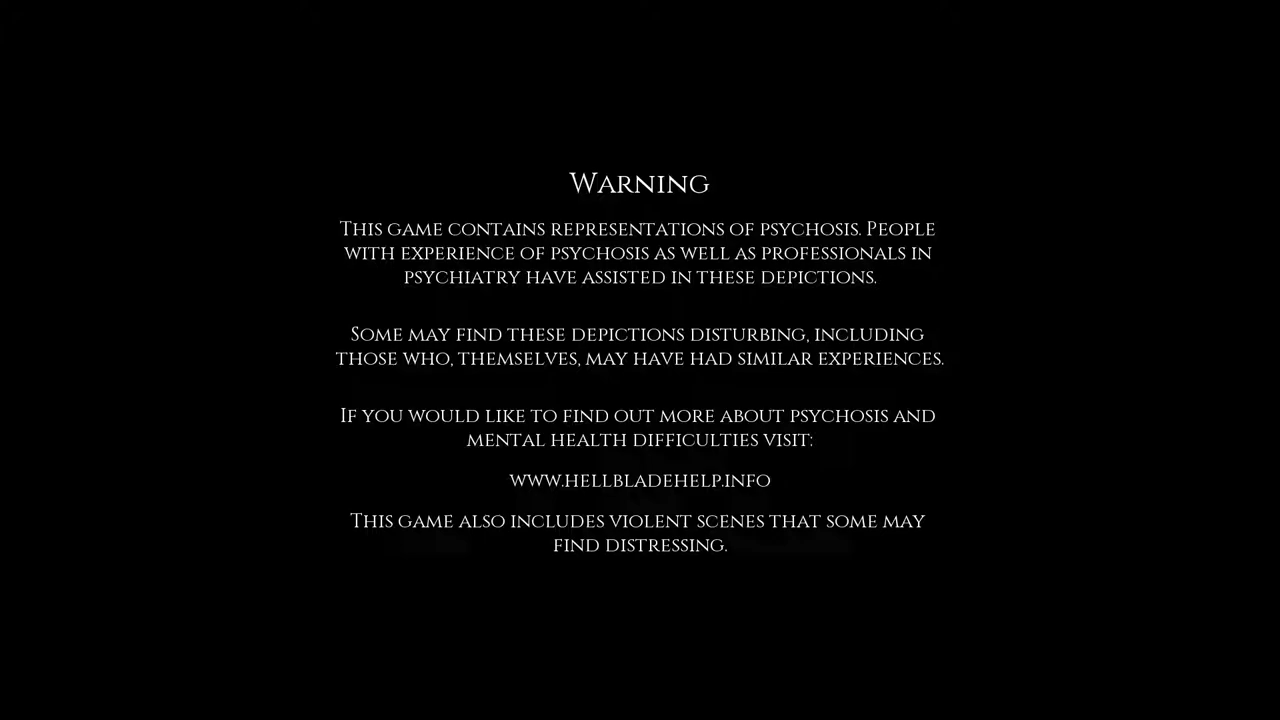 Warning
This game contains representations of psychosis. People
with experience of psychosis as well as professionals in
psychiatry have assisted in these depictions.
Some may find these depictions disturbing, including
those who, themselves, may have had similar experiences.
If you would like to find out more about psychosis and
mental health difficulties visit:
www.hellbladehelp.info
This game also includes violent scenes that some may
find distressing.